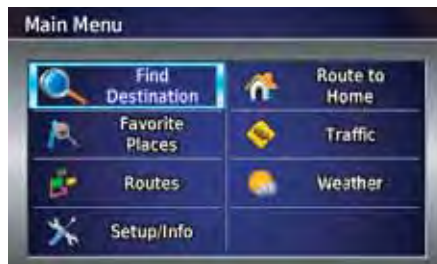 Main Menu
Find
Destination
Route to
Home
Favorite
Places
Traffic
Routes
Weather
Setup/Info